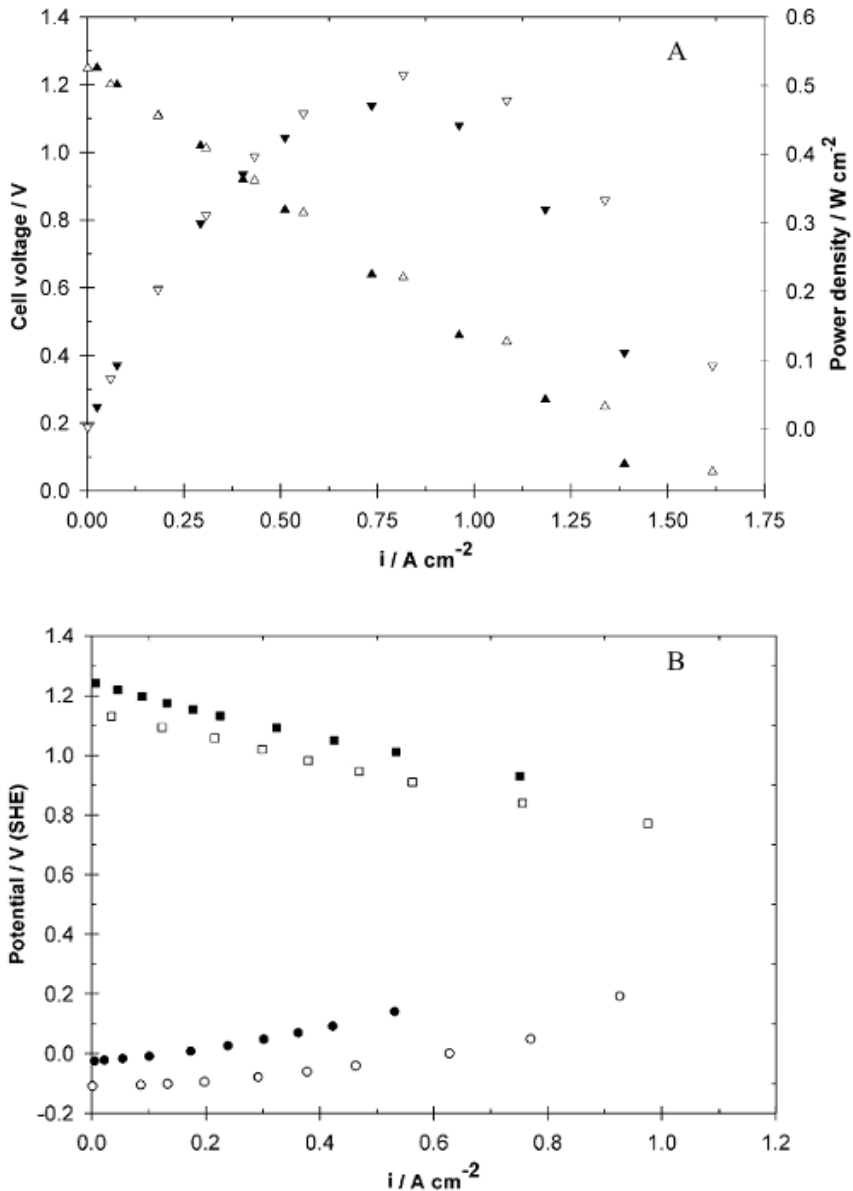 A
Cell voltage / V
1.4
1.2
1.0
0.8
0.6
0.4
0.2
0.0
0.6
0.5
0.4
0.3
0.2
0.1
0.0
Power density / W cm-2
0.00 0.25 0.50 0.75 1.00 1.25 1.50 1.75
i / A cm-2
B
Potential / V (SHE)
1.4
1.2
1.0
0.8
0.6
0.4
0.2
0.0
-0.2
0.0 0.2 0.4 0.6 0.8 1.0 1.2
i / A cm-2